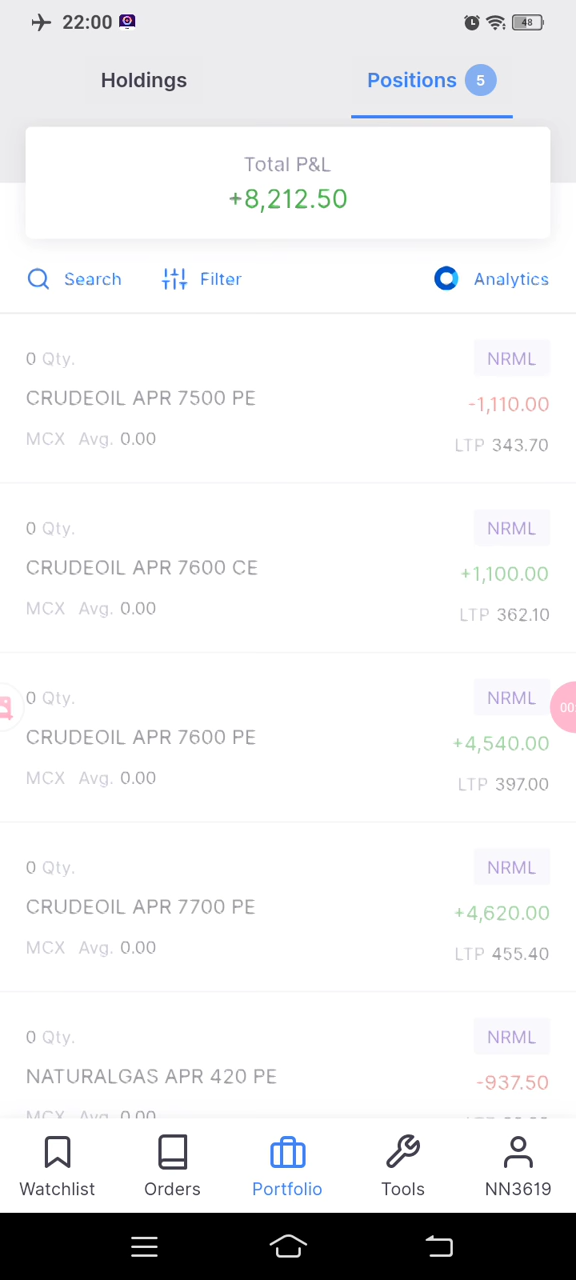 22:00
48
Holdings
Positions 5
Total P&L
+8,212.50
Search Filter Analytics
0 Qty. NRML
CRUDEOIL APR 7500 PE -1,110.00
MCX Avg. 0.00 LTP 343.70
0 Qty. NRML
CRUDEOIL APR 7600 CE +1,100.00
MCX Avg. 0.00 LTP 362.10
0 Qty. NRML
CRUDEOIL APR 7600 PE +4,540.00
MCX Avg. 0.00 LTP 397.00
00:
0 Qty. NRML
CRUDEOIL APR 7700 PE +4,620.00
MCX Avg. 0.00 LTP 455.40
0 Qty. NRML
NATURALGAS APR 420 PE -937.50
MCX Avg. 0.00
Watchlist Orders Portfolio Tools NN3619